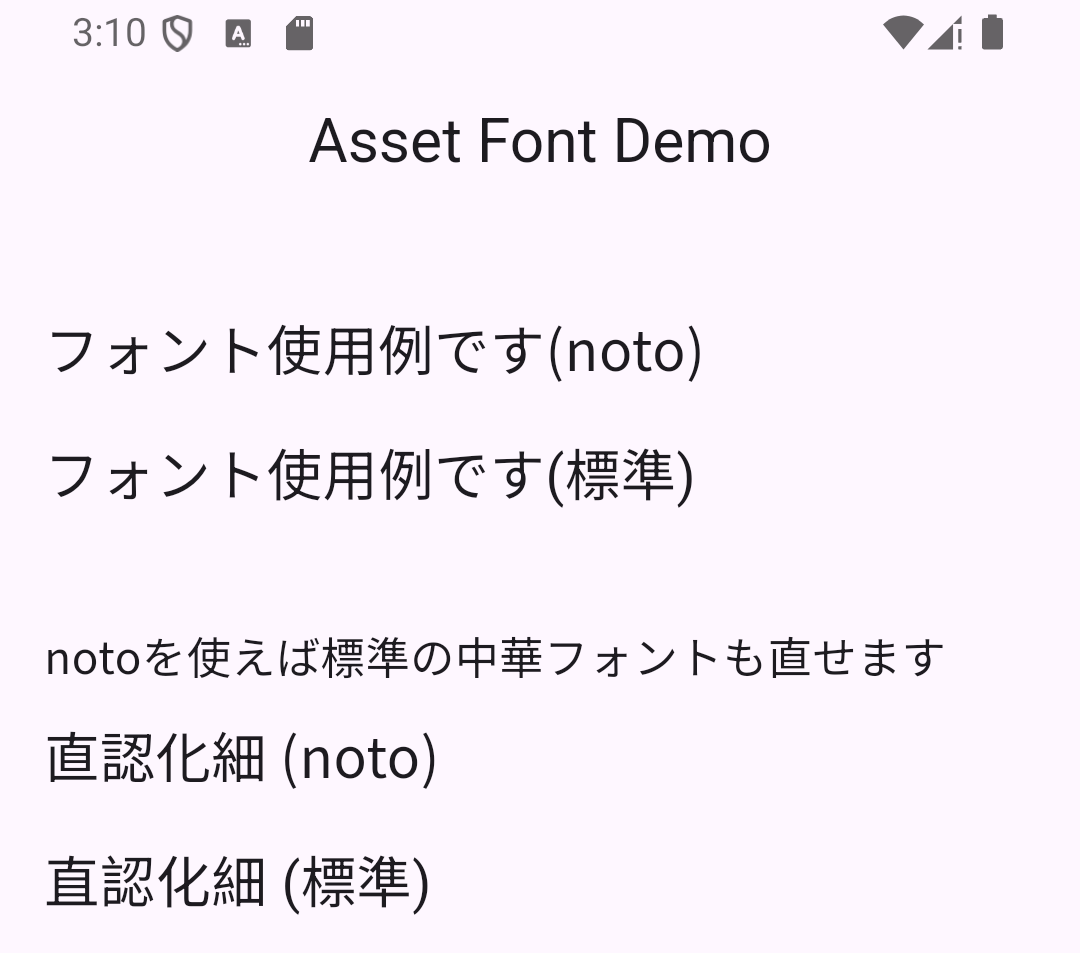 3:10
Asset Font Demo
フォント使用例です(noto)
フォント使用例です(標準)
notoを使えば標準の中華フォントも直せます
直認化細 (noto)
直認化細 (標準)